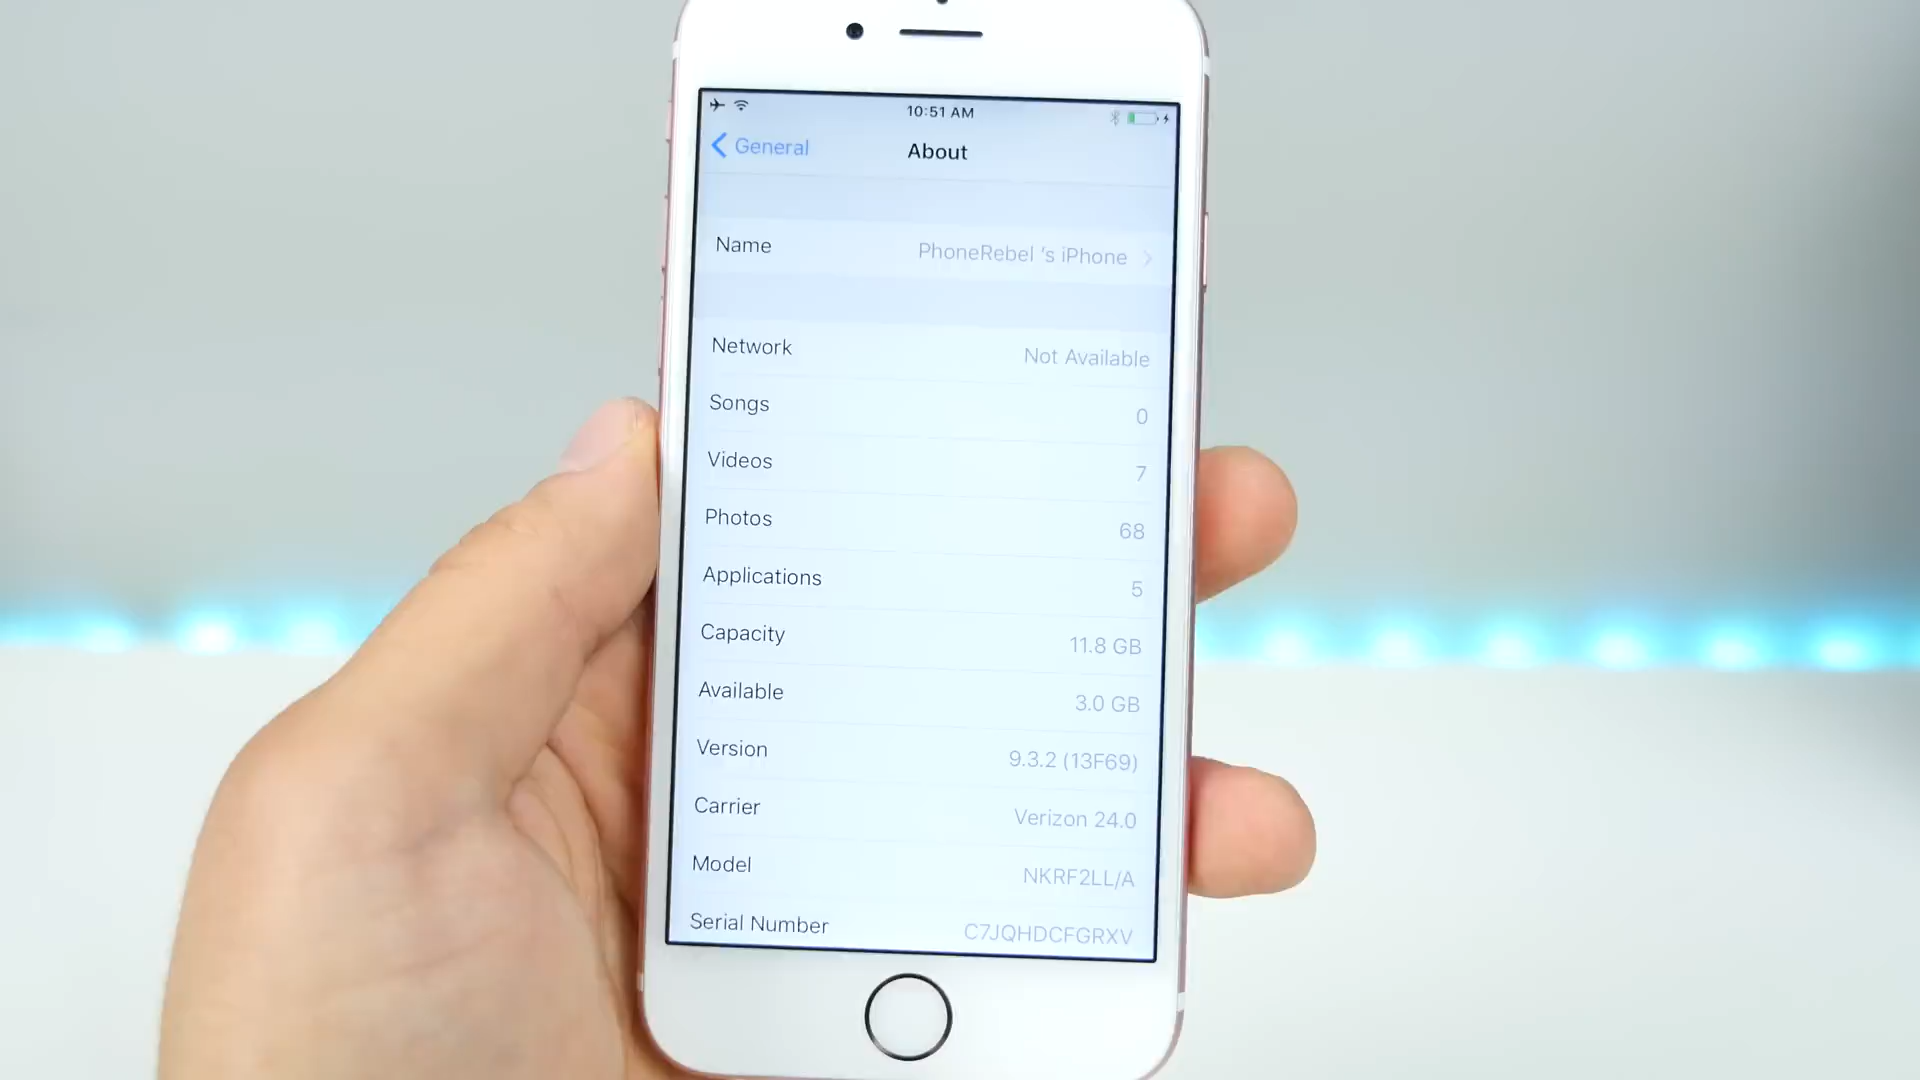 10:51 AM
General
About
Name PhoneRebel 's iPhone
Network Not Available
Songs 0
Videos 7
Photos 68
Applications 5
Capacity 11.8 GB
Available 3.0 GB
Version 9.3.2 (13F69)
Carrier Verizon 24.0
Model NKRF2LL/A
Serial Number C7JQHDCFGRXV